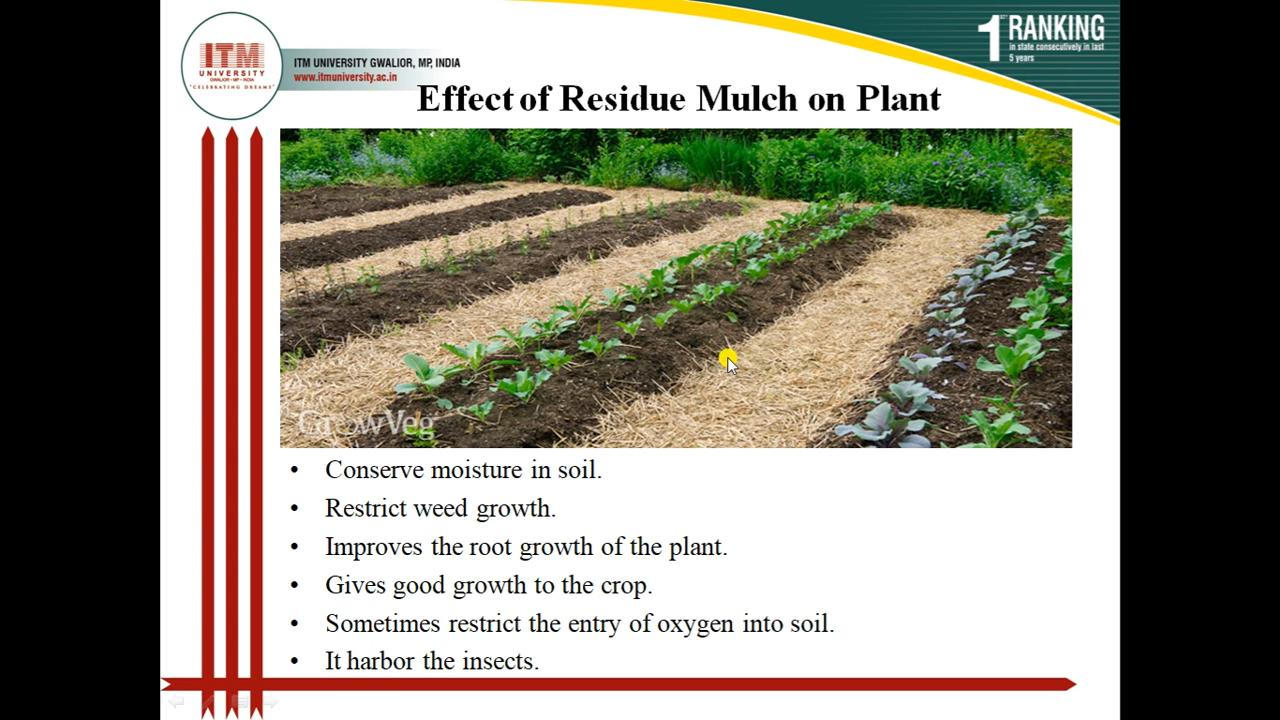 ITM
UNIVERSITY
GWALIOR • MP • INDIA
"CELEBRATING DREAMS"
ITM UNIVERSITY GWALIOR, MP, INDIA
www.itmuniversity.ac.in
1ST RANKING
in state consecutively in last
5 years
Effect of Residue Mulch on Plant
GrowVeg
• Conserve moisture in soil.
• Restrict weed growth.
• Improves the root growth of the plant.
• Gives good growth to the crop.
• Sometimes restrict the entry of oxygen into soil.
• It harbor the insects.